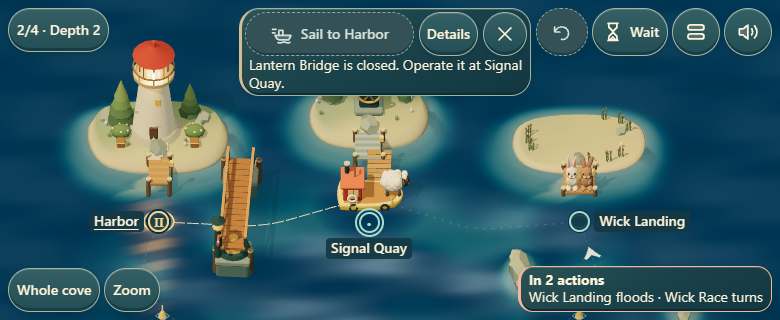 2/4 · Depth 2
Sail to Harbor
Details
Wait
Lantern Bridge is closed. Operate it at Signal
Quay.
Harbor
Signal Quay
Wick Landing
Whole cove
Zoom
In 2 actions
Wick Landing floods · Wick Race turns